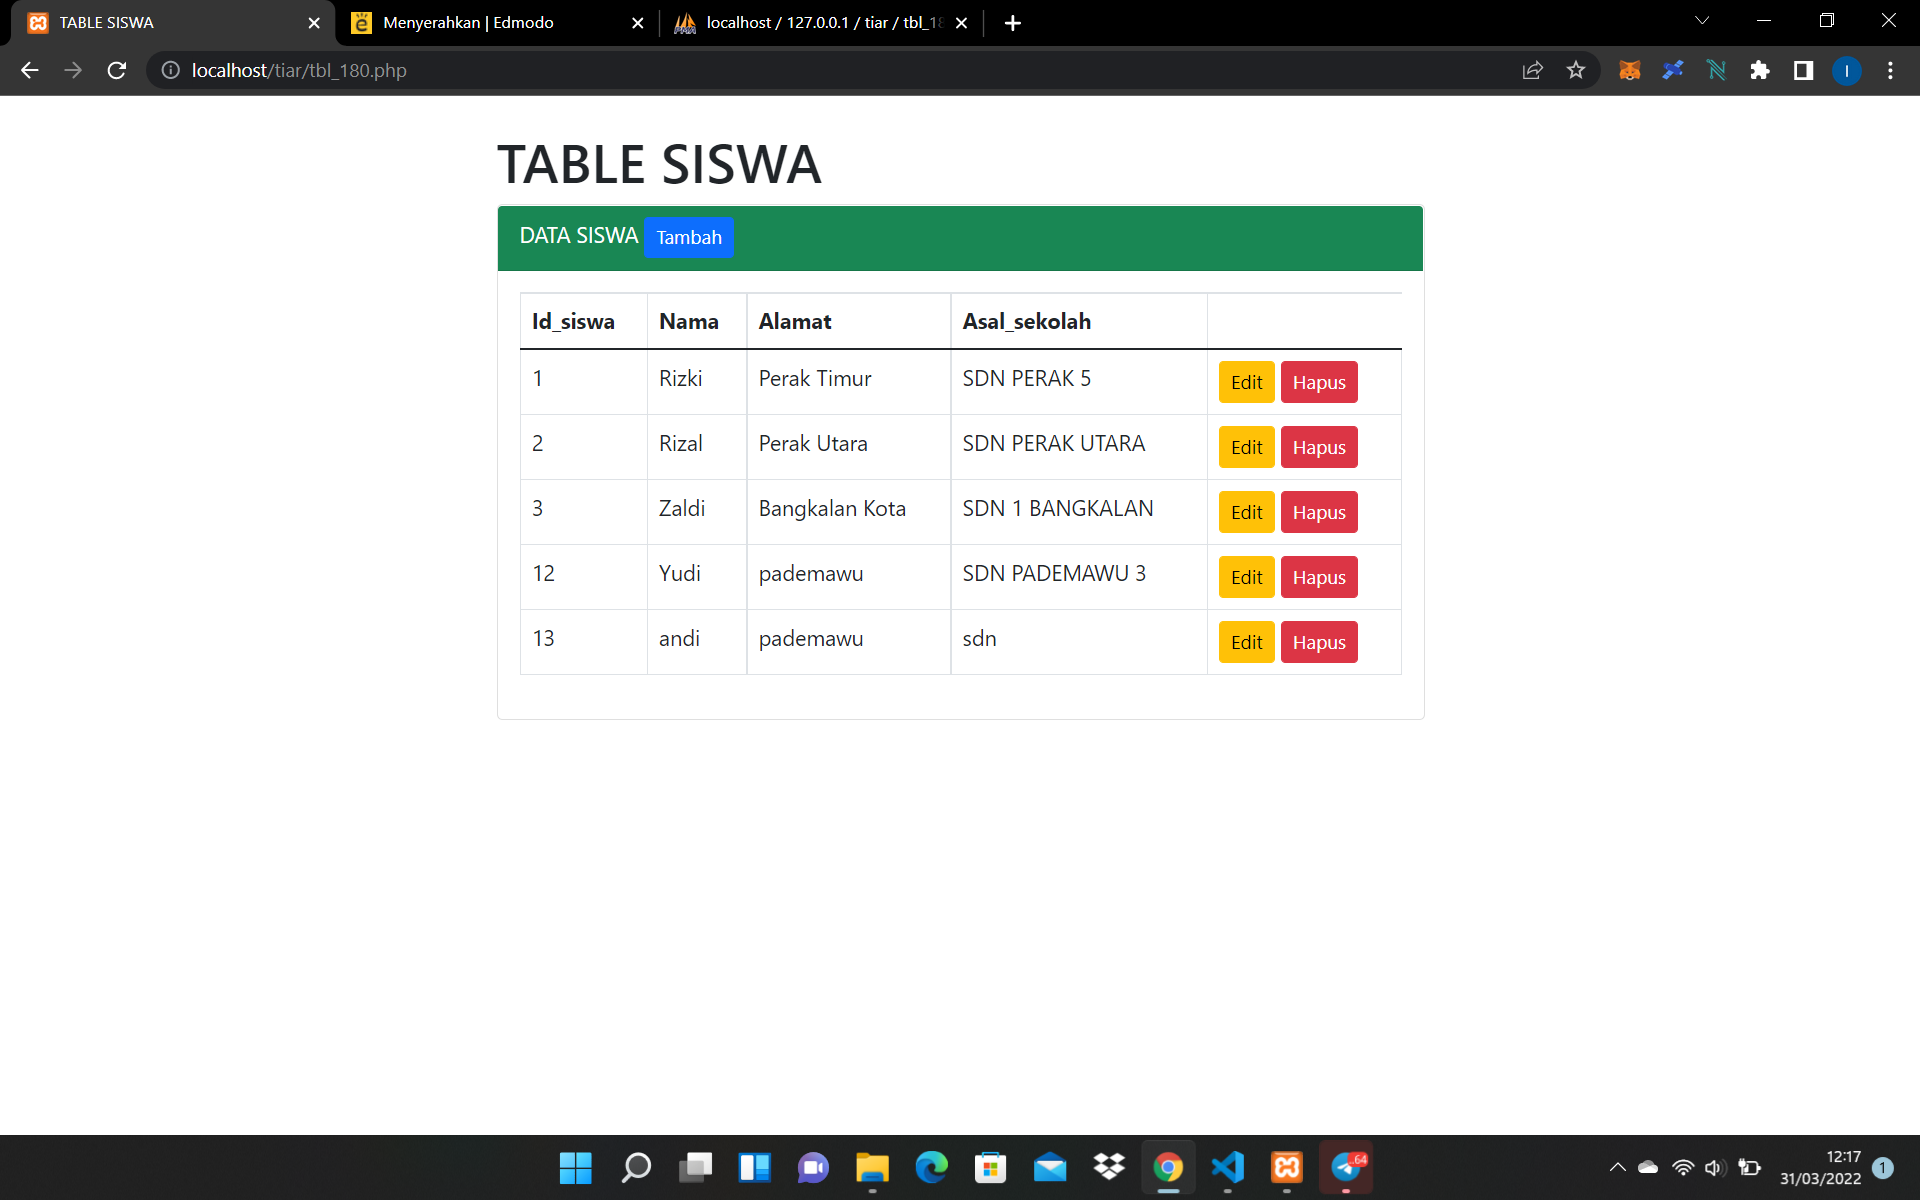 TABLE SISWA
Menyerahkan | Edmodo
localhost / 127.0.0.1 / tiar / tbl_18
localhost/tiar/tbl_180.php
I
TABLE SISWA
DATA SISWA Tambah
Id_siswa Nama Alamat Asal_sekolah
1 Rizki Perak Timur SDN PERAK 5 Edit Hapus
2 Rizal Perak Utara SDN PERAK UTARA Edit Hapus
3 Zaldi Bangkalan Kota SDN 1 BANGKALAN Edit Hapus
12 Yudi pademawu SDN PADEMAWU 3 Edit Hapus
13 andi pademawu sdn Edit Hapus
64
12:17
31/03/2022
1